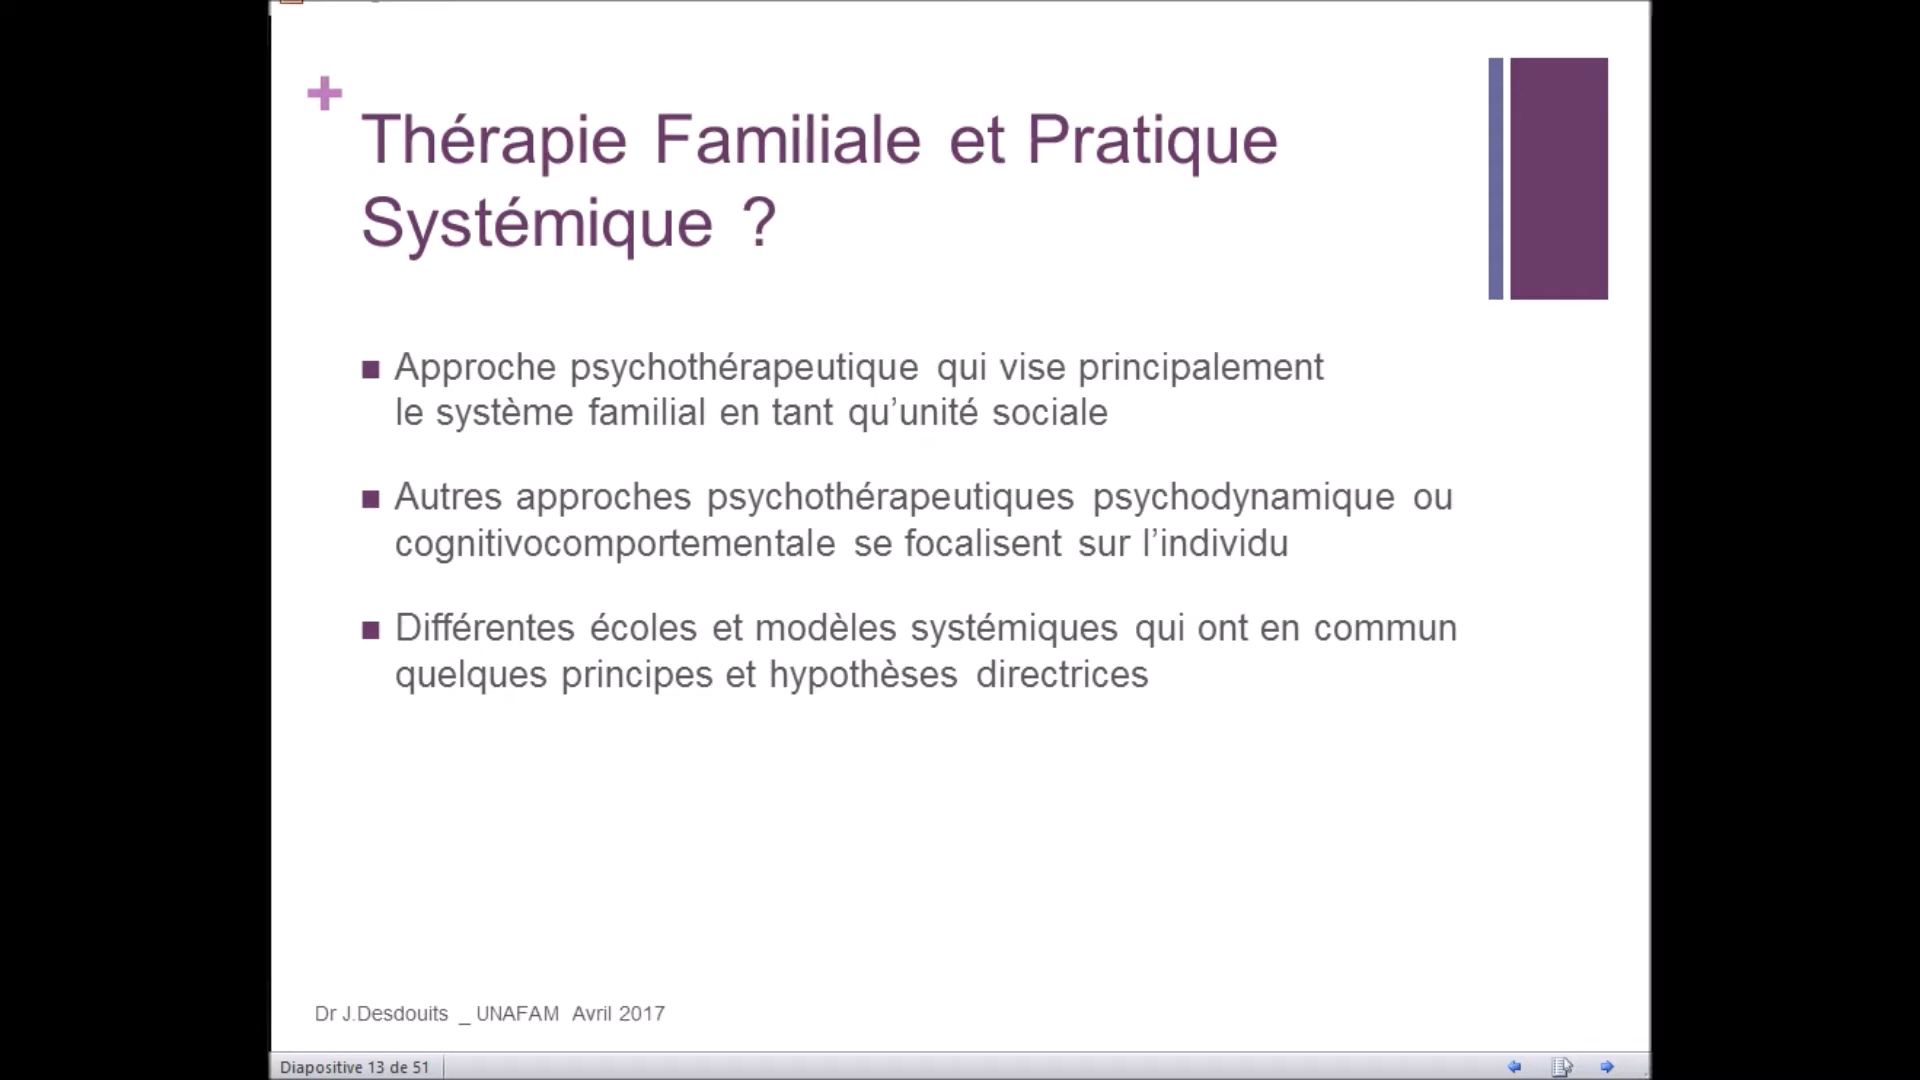 +
Thérapie Familiale et Pratique
Systémique ?
■ Approche psychothérapeutique qui vise principalement
le système familial en tant qu’unité sociale
■ Autres approches psychothérapeutiques psychodynamique ou
cognitivocomportementale se focalisent sur l’individu
■ Différentes écoles et modèles systémiques qui ont en commun
quelques principes et hypothèses directrices
Dr J.Desdouits _ UNAFAM Avril 2017
Diapositive 13 de 51